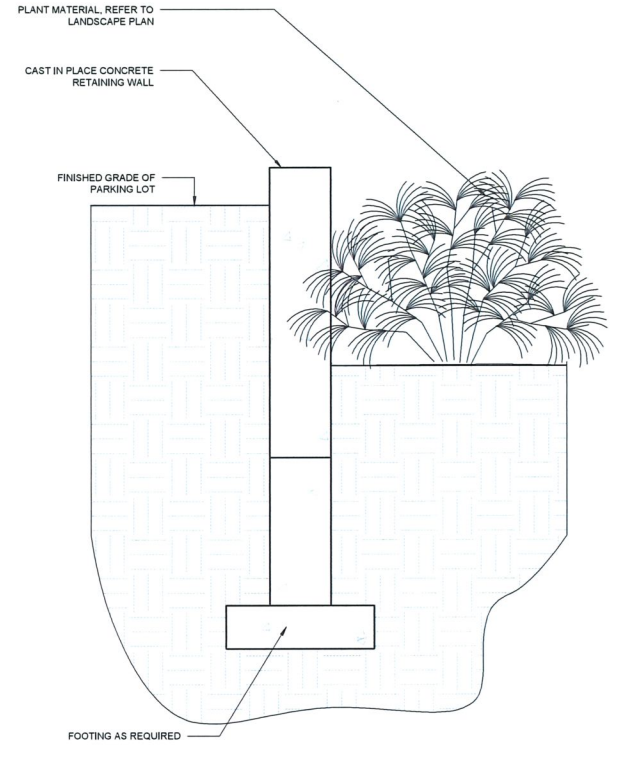 PLANT MATERIAL, REFER TO
LANDSCAPE PLAN
CAST IN PLACE CONCRETE
RETAINING WALL
FINISHED GRADE OF
PARKING LOT
FOOTING AS REQUIRED